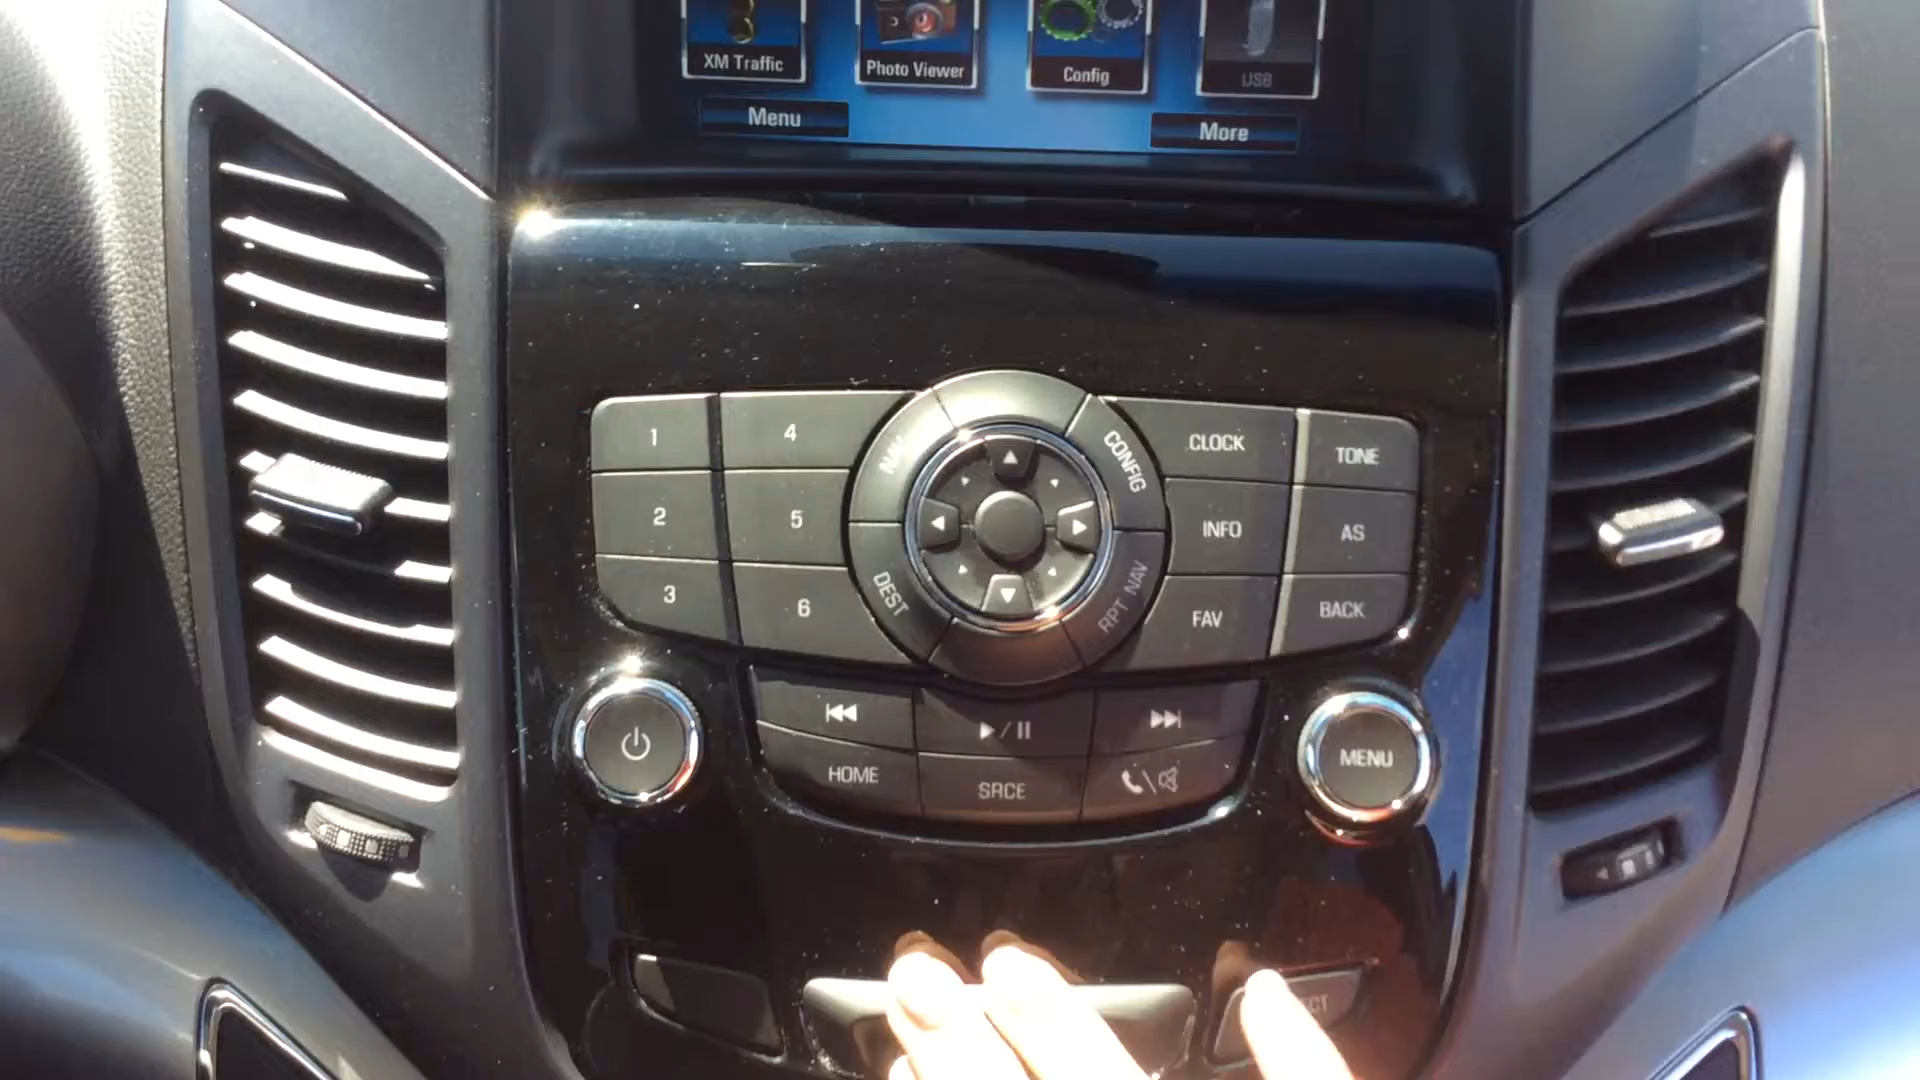 XM Traffic
Photo Viewer
Config
USB
Menu
More
1
4
NAV
CONFIG
CLOCK
TONE
2
5
INFO
AS
3
6
DEST
RPT NAV
FAV
BACK
HOME
SRCE
MENU